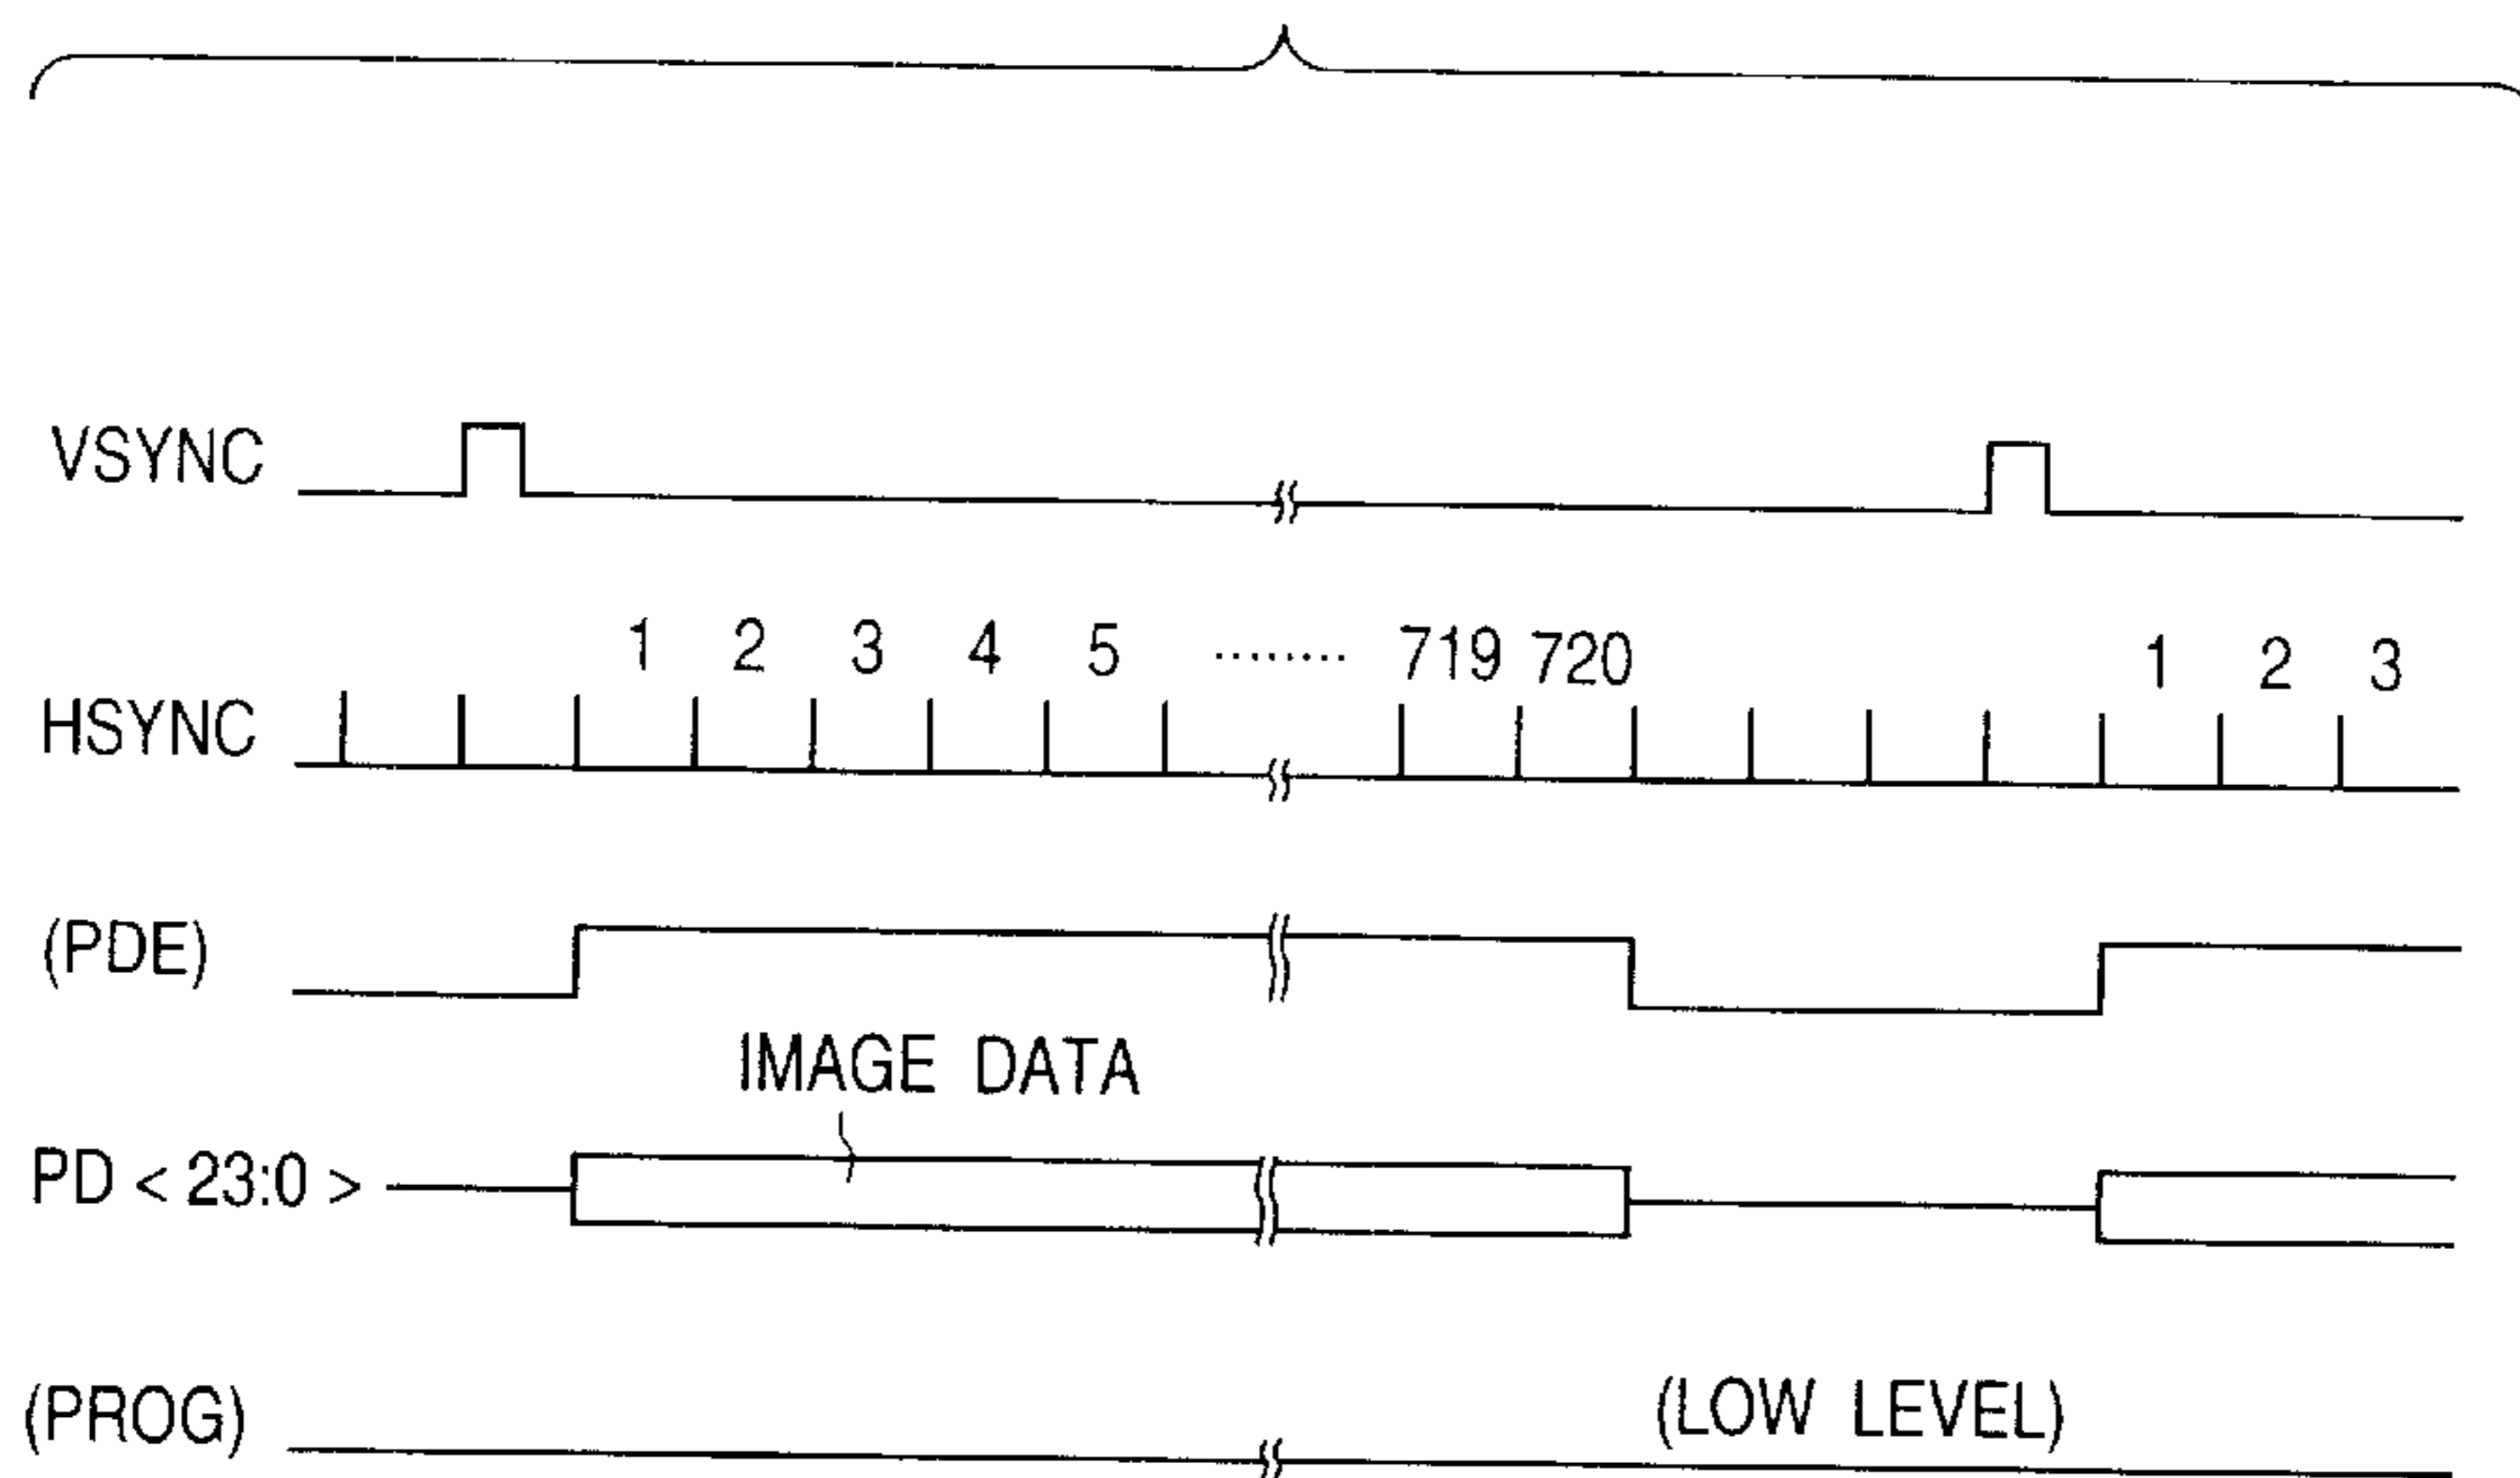 VSYNC
1 2 3 4 5 ........ 719 720 1 2 3
HSYNC
(PDE)
IMAGE DATA
PD < 23:0 >
(PROG)
(LOW LEVEL)